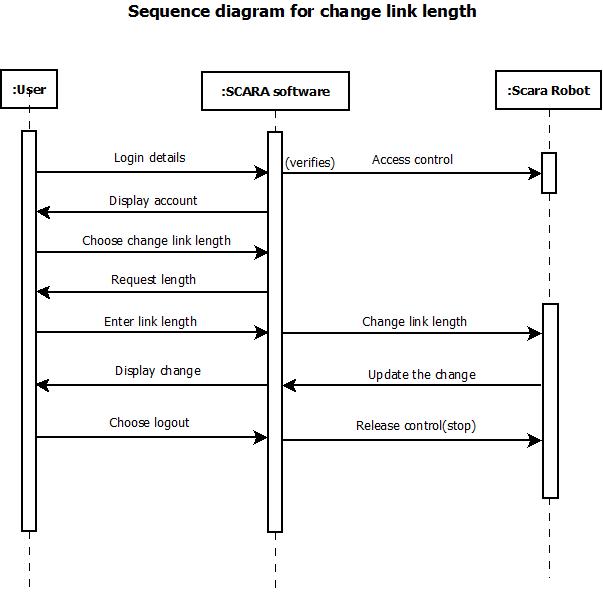 Sequence diagram for change link length
:User
:SCARA software
:Scara Robot
Login details
(verifies)
Access control
Display account
Choose change link length
Request length
Enter link length
Change link length
Display change
Update the change
Choose logout
Release control(stop)